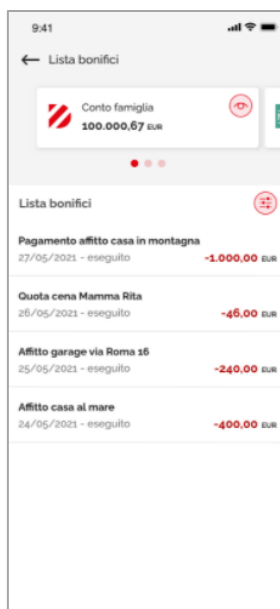 9:41
Lista bonifici
Conto famiglia
100.000,67 EUR
Lista bonifici
Pagamento affitto casa in montagna
27/05/2021 - eseguito -1.000,00 EUR
Quota cena Mamma Rita
26/05/2021 - eseguito -46,00 EUR
Affitto garage via Roma 16
25/05/2021 - eseguito -240,00 EUR
Affitto casa al mare
24/05/2021 - eseguito -400,00 EUR